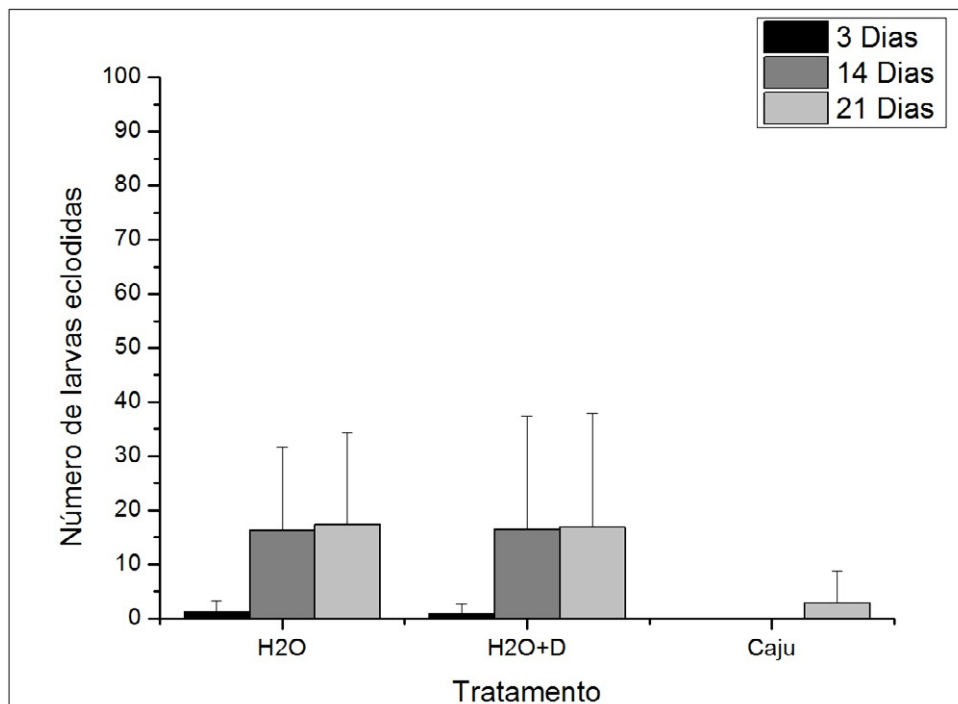 3 Dias
14 Dias
21 Dias
Número de larvas eclodidas
100
90
80
70
60
50
40
30
20
10
0
H2O
H2O+D
Caju
Tratamento